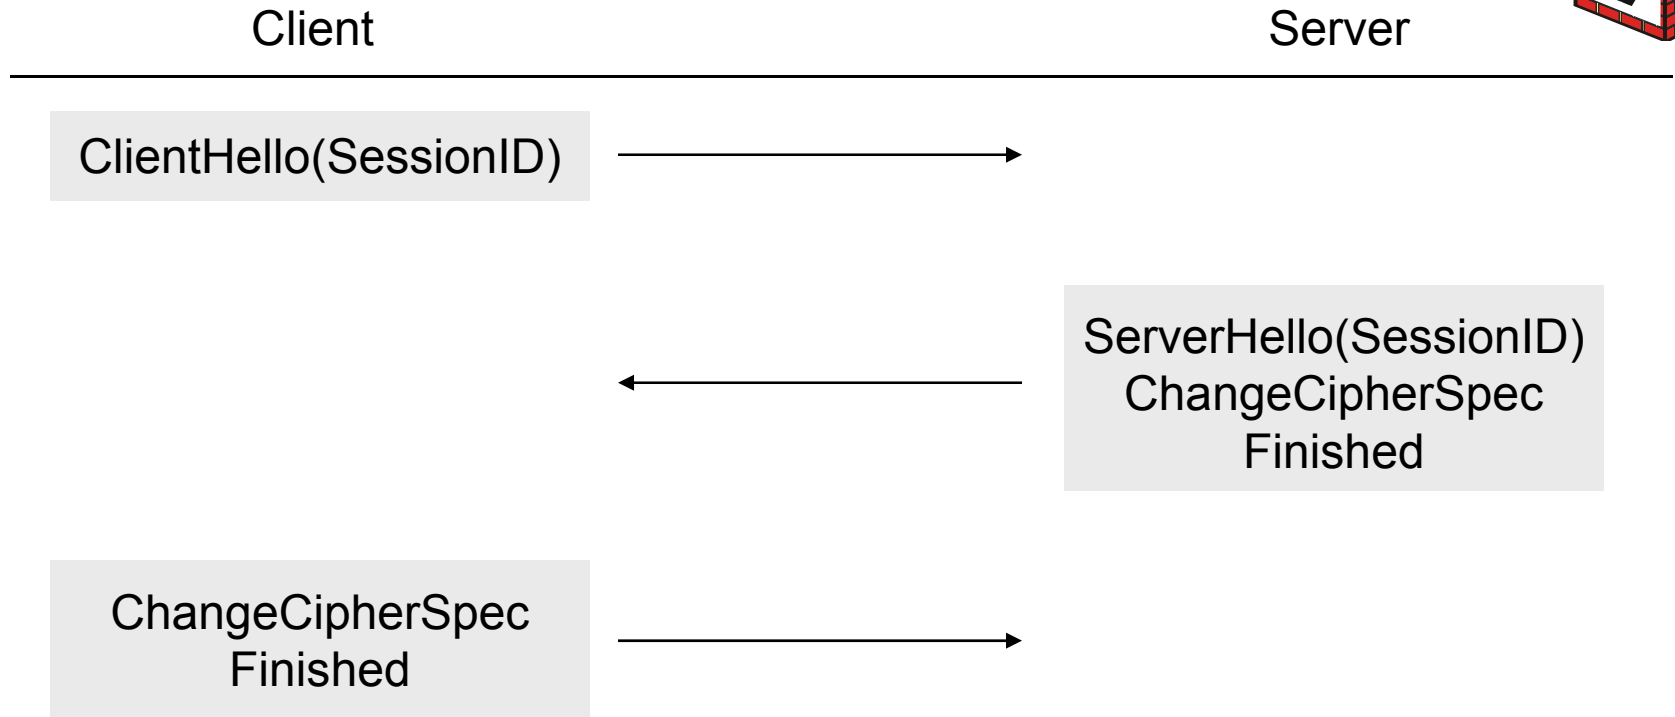 Client
Server
ClientHello(SessionID)
ServerHello(SessionID)
ChangeCipherSpec
Finished
ChangeCipherSpec
Finished